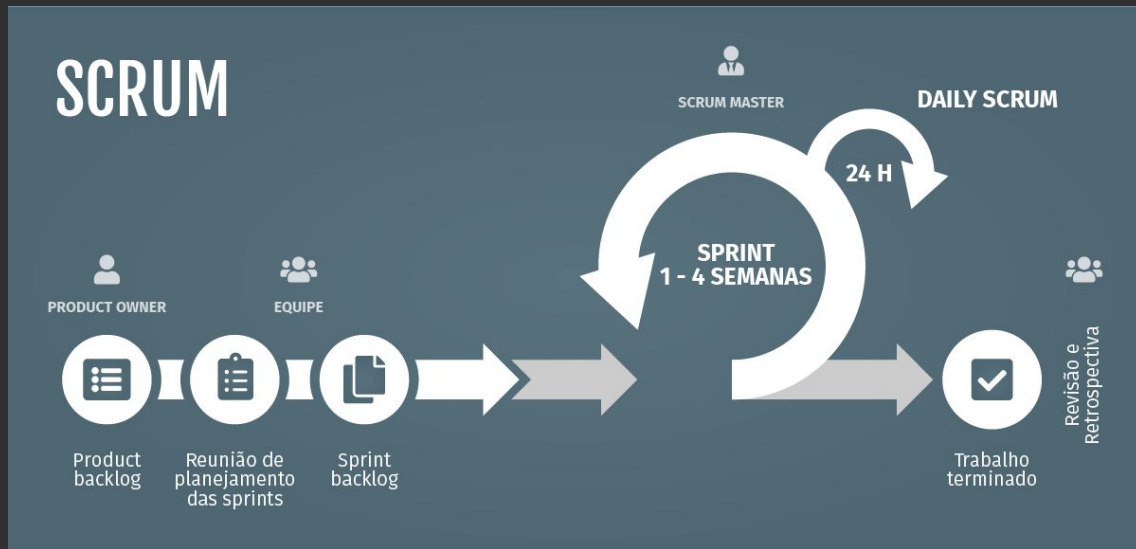 SCRUM
SCRUM MASTER
DAILY SCRUM
24 H
SPRINT
1 - 4 SEMANAS
PRODUCT OWNER
EQUIPE
Product
backlog
Reunião de
planejamento
das sprints
Sprint
backlog
Trabalho
terminado
Revisão e
Retrospectiva